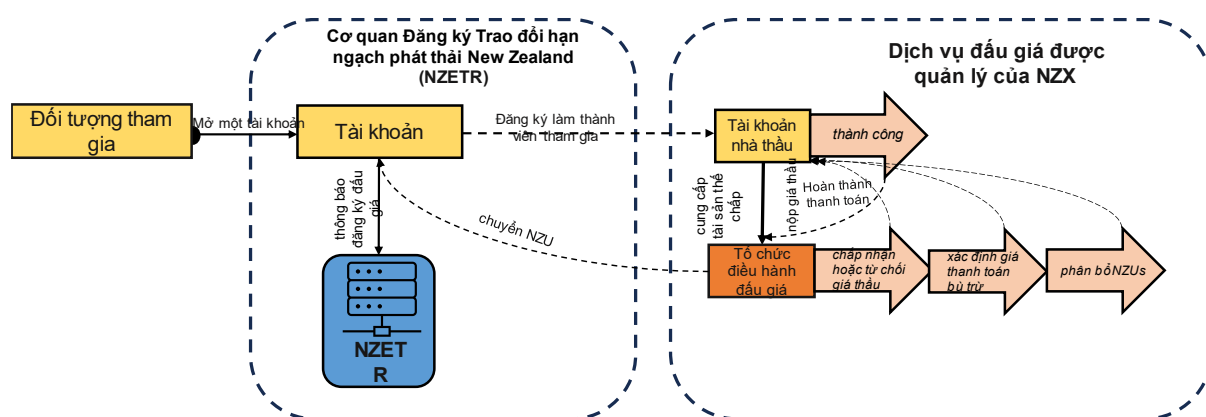 Cơ quan Đăng ký Trao đổi hạn
ngạch phát thải New Zealand
(NZETR)
Dịch vụ đấu giá được
quản lý của NZX
Đối tượng tham
gia
Mở một tài khoản
Tài khoản
Đăng ký làm thành
viên tham gia
Tài khoản
nhà thầu
thành công
thông báo
đăng ký đấu
giá
chuyển NZU
cung cấp
tài sản thế
chấp
nộp giá thầu
Hoàn thành
thanh toán
Tổ chức
điều hành
đấu giá
chấp nhận
hoặc từ chối
giá thầu
xác định giá
thanh toán
bù trừ
phân bổNZUs
NZET
R